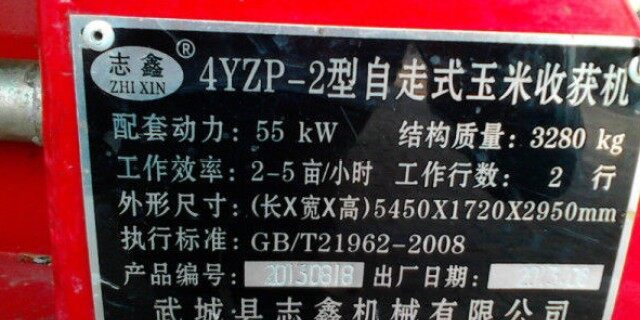 志鑫® 4YZP-2型自走式玉米收获机
ZHI XIN
配套动力: 55 kW 结构质量: 3280 kg
工作效率: 2-5 亩/小时 工作行数: 2 行
外形尺寸: (长X宽X高)5450X1720X2950mm
执行标准: GB/T21962-2008
产品编号: 20130818 出厂日期: 2013.08
武城县志鑫机械有限公司